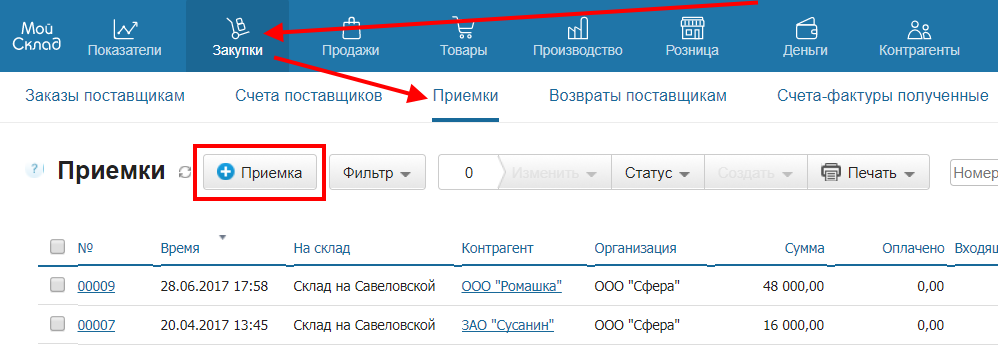 Мой Склад
Показатели Закупки Продажи Товары Производство Розница Деньги Контрагенты
Заказы поставщикам Счета поставщиков Приемки Возвраты поставщикам Счета-фактуры полученные
? Приемки Приемка Фильтр 0 Изменить Статус Создать Печать Номер
№ Время На склад Контрагент Организация Сумма Оплачено Входящ
00009 28.06.2017 17:58 Склад на Савеловской ООО "Ромашка" ООО "Сфера" 48 000,00 0,00
00007 20.04.2017 13:45 Склад на Савеловской ЗАО "Сусанин" ООО "Сфера" 16 000,00 0,00